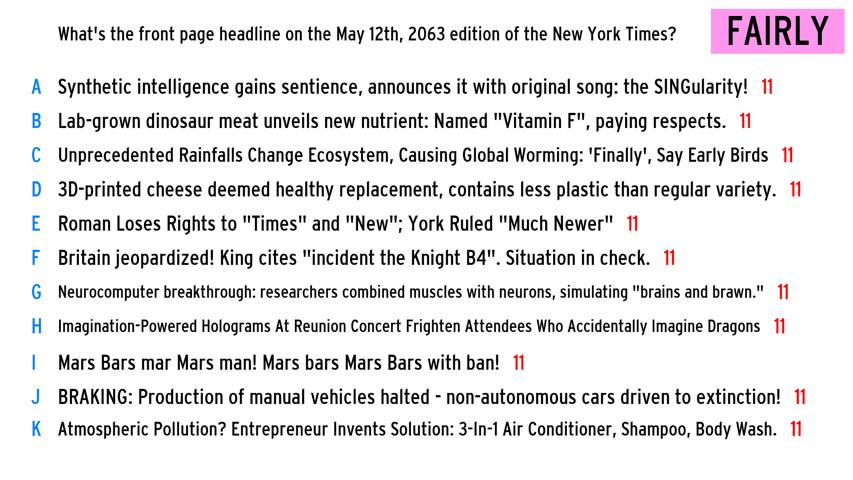 What's the front page headline on the May 12th, 2063 edition of the New York Times? FAIRLY
A Synthetic intelligence gains sentience, announces it with original song: the SINGularity! 11
B Lab-grown dinosaur meat unveils new nutrient: Named "Vitamin F", paying respects. 11
C Unprecedented Rainfalls Change Ecosystem, Causing Global Worming: 'Finally', Say Early Birds 11
D 3D-printed cheese deemed healthy replacement, contains less plastic than regular variety. 11
E Roman Loses Rights to "Times" and "New"; York Ruled "Much Newer" 11
F Britain jeopardized! King cites "incident the Knight B4". Situation in check. 11
G Neurocomputer breakthrough: researchers combined muscles with neurons, simulating "brains and brawn." 11
H Imagination-Powered Holograms At Reunion Concert Frighten Attendees Who Accidentally Imagine Dragons 11
I Mars Bars mar Mars man! Mars bars Mars Bars with ban! 11
J BRAKING: Production of manual vehicles halted - non-autonomous cars driven to extinction! 11
K Atmospheric Pollution? Entrepreneur Invents Solution: 3-In-1 Air Conditioner, Shampoo, Body Wash. 11